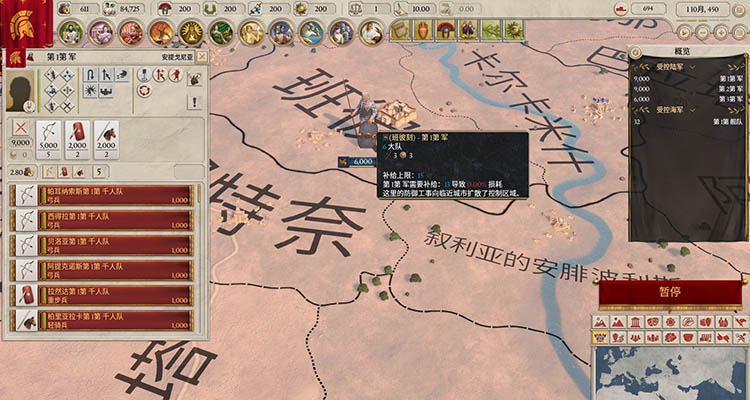 611
84,725
200
200
200
1
10.00
0
694
1 10月, 450
第 1第 军
安提戈尼亚
9,000
0
5,000
5
2,000
2
2,000
2
2.80
5
帕耳纳索斯第 1第 千人队
弓兵
1,000
西得拉第 1第 千人队
弓兵
1,000
贝洛亚第 1第 千人队
弓兵
1,000
阿提克诺斯第 1第 千人队
弓兵
1,000
拉然达第 1第 千人队
重步兵
1,000
柏里亚拉卡第 1第 千人队
轻骑兵
1,000
班
卡尔卡米什
特奈
塔
叙利亚的安腓波利
6,000
(班彼刻) - 第 1第 军
6 大队
3 3
补给上限: 15
第 1第 军需要补给: 13 导致 0.00% 损耗
这里的防御工事向临近城市扩散了控制区域。
概览
受控陆军
9,000 第 1第 军
9,000 第 2第 军
6,000 第 3第 军
受控海军
32 第 1第 舰队
暂停